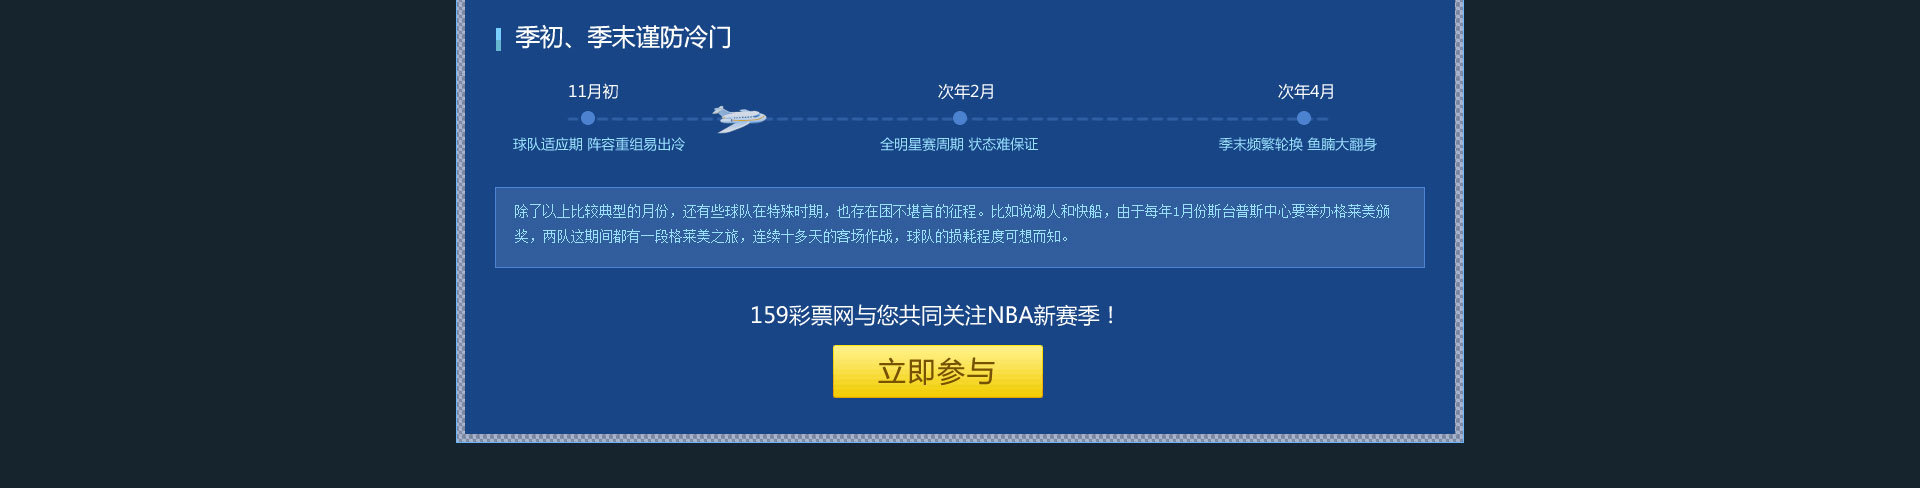 季初、季末谨防冷门
11月初
次年2月
次年4月
球队适应期 阵容重组易出冷
全明星赛周期 状态难保证
季末频繁轮换 鱼腩大翻身
除了以上比较典型的月份，还有些球队在特殊时期，也存在困不堪言的征程。比如说湖人和快船，由于每年1月份斯台普斯中心要举办格莱美颁
奖，两队这期间都有一段格莱美之旅，连续十多天的客场作战，球队的损耗程度可想而知。
159彩票网与您共同关注NBA新赛季！
立即参与